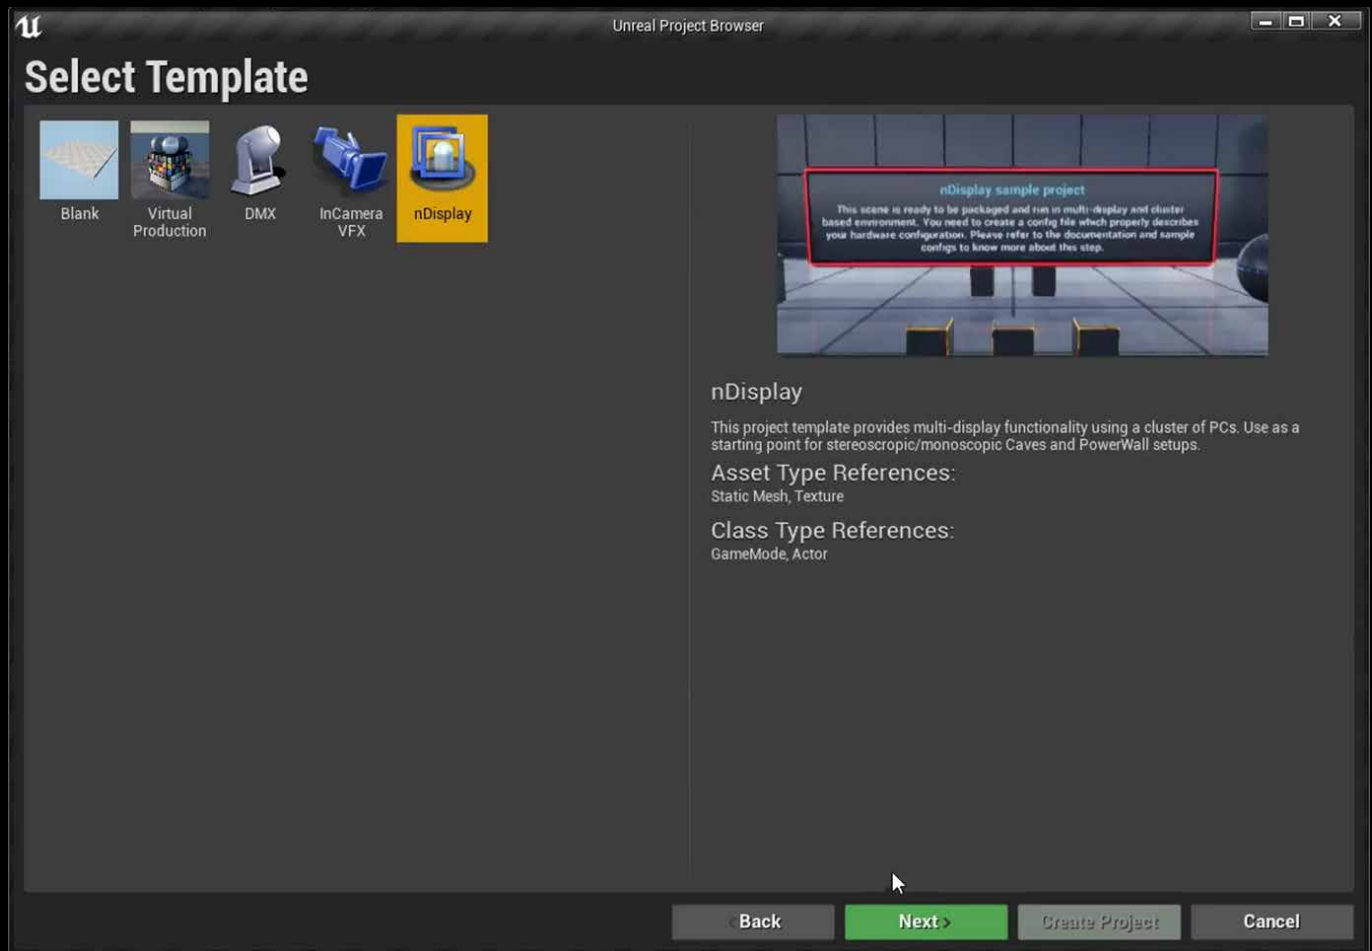 Unreal Project Browser
Select Template
Blank
Virtual
Production
DMX
InCamera
VFX
nDisplay
nDisplay sample project
This scene is ready to be packaged and run in multi-display and cluster
based environment. You need to create a config file which properly describes
your hardware configuration. Please refer to the documentation and sample
configs to know more about this step.
nDisplay
This project template provides multi-display functionality using a cluster of PCs. Use as a
starting point for stereoscropic/monoscopic Caves and PowerWall setups.
Asset Type References:
Static Mesh, Texture
Class Type References:
GameMode, Actor
Back
Next >
Create Project
Cancel